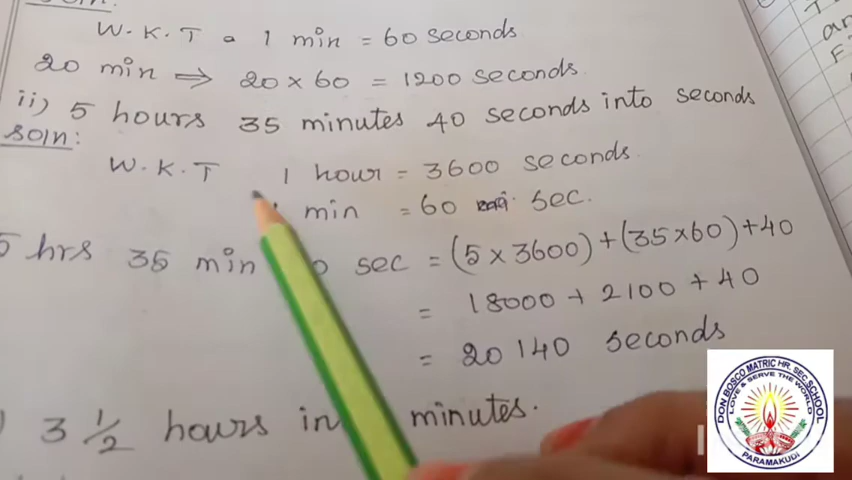 Soln:
W.K.T 1 min = 60 seconds
20 min ⇒ 20 × 60 = 1200 seconds
ii) 5 hours 35 minutes 40 seconds into seconds
Soln:
W.K.T 1 hour = 3600 seconds
min = 60 sec.
5 hrs 35 min sec = (5 × 3600) + (35 × 60) + 40
= 18000 + 2100 + 40
= 20140 seconds
) 3 1/2 hours in minutes.
DON BOSCO MATRIC HR. SEC SCHOOL
LOVE & SERVE THE WORLD
PARAMAKUDI